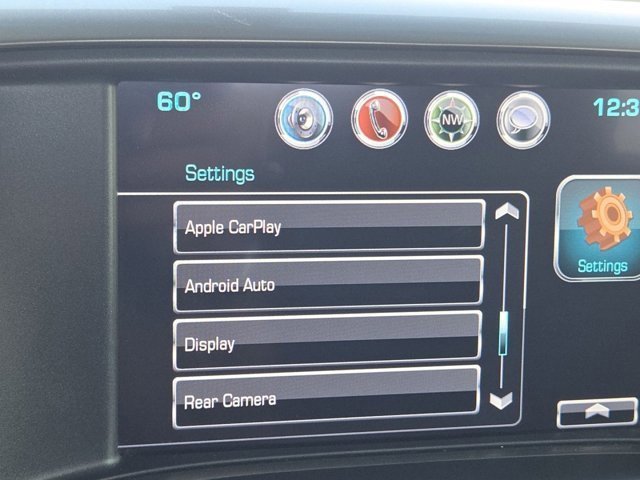 60°
NW
12:3
Settings
Apple CarPlay
Android Auto
Display
Rear Camera
Settings